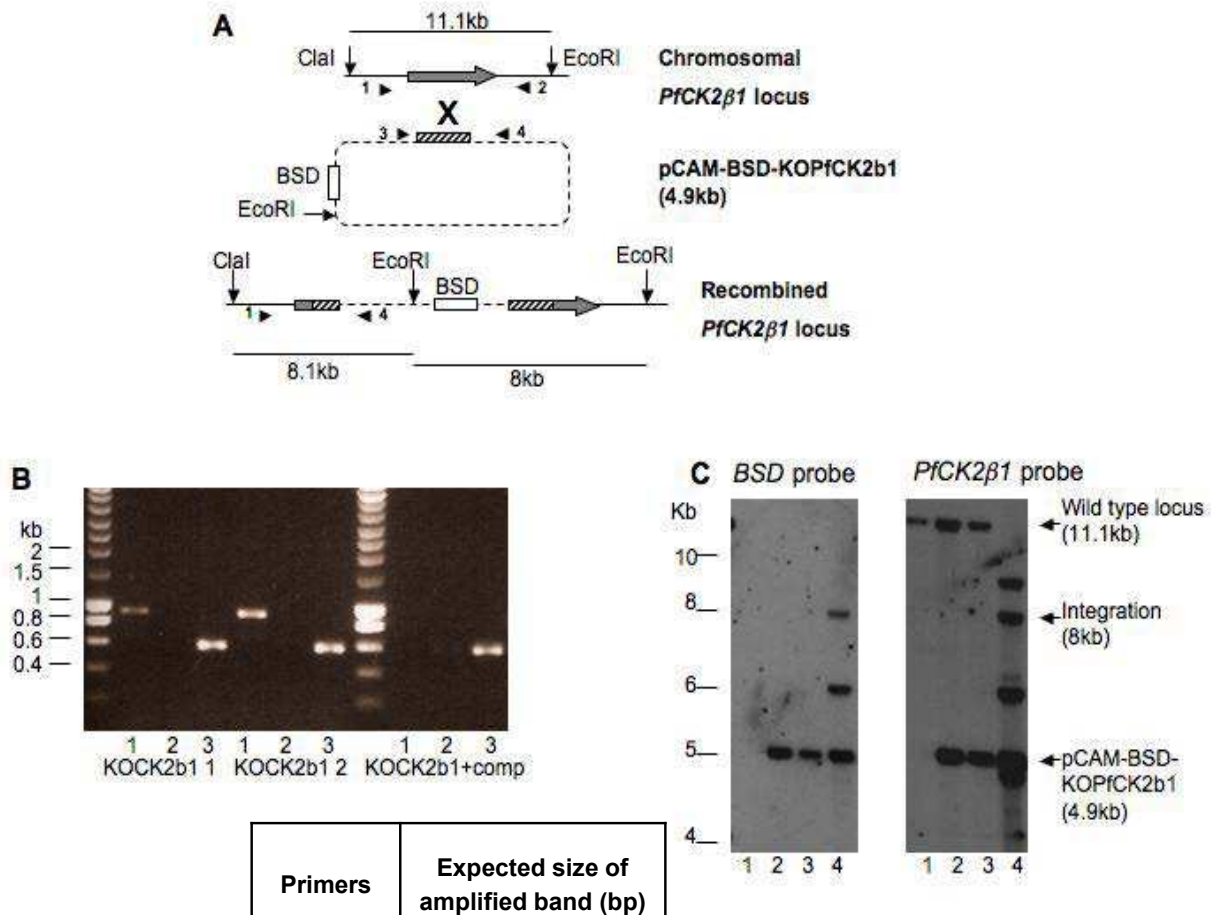 A
11.1kb
ClaI
EcoRI
Chromosomal
PfCK2β1 locus
1
2
X
3
4
BSD
EcoRI
pCAM-BSD-KOPfCK2b1
(4.9kb)
ClaI
EcoRI
EcoRI
BSD
Recombined
PfCK2β1 locus
1
4
8.1kb
8kb
B
kb
2
1.5
1
0.8
0.6
0.4
1 2 3 1 2 3 1 2 3
KOCK2b1 1 KOCK2b1 2 KOCK2b1+comp
C
BSD probe
PfCK2β1 probe
Kb
10
8
6
5
4
Wild type locus
(11.1kb)
Integration
(8kb)
pCAM-BSD-
KOPfCK2b1
(4.9kb)
1 2 3 4
1 2 3 4
Primers
Expected size of
amplified band (bp)